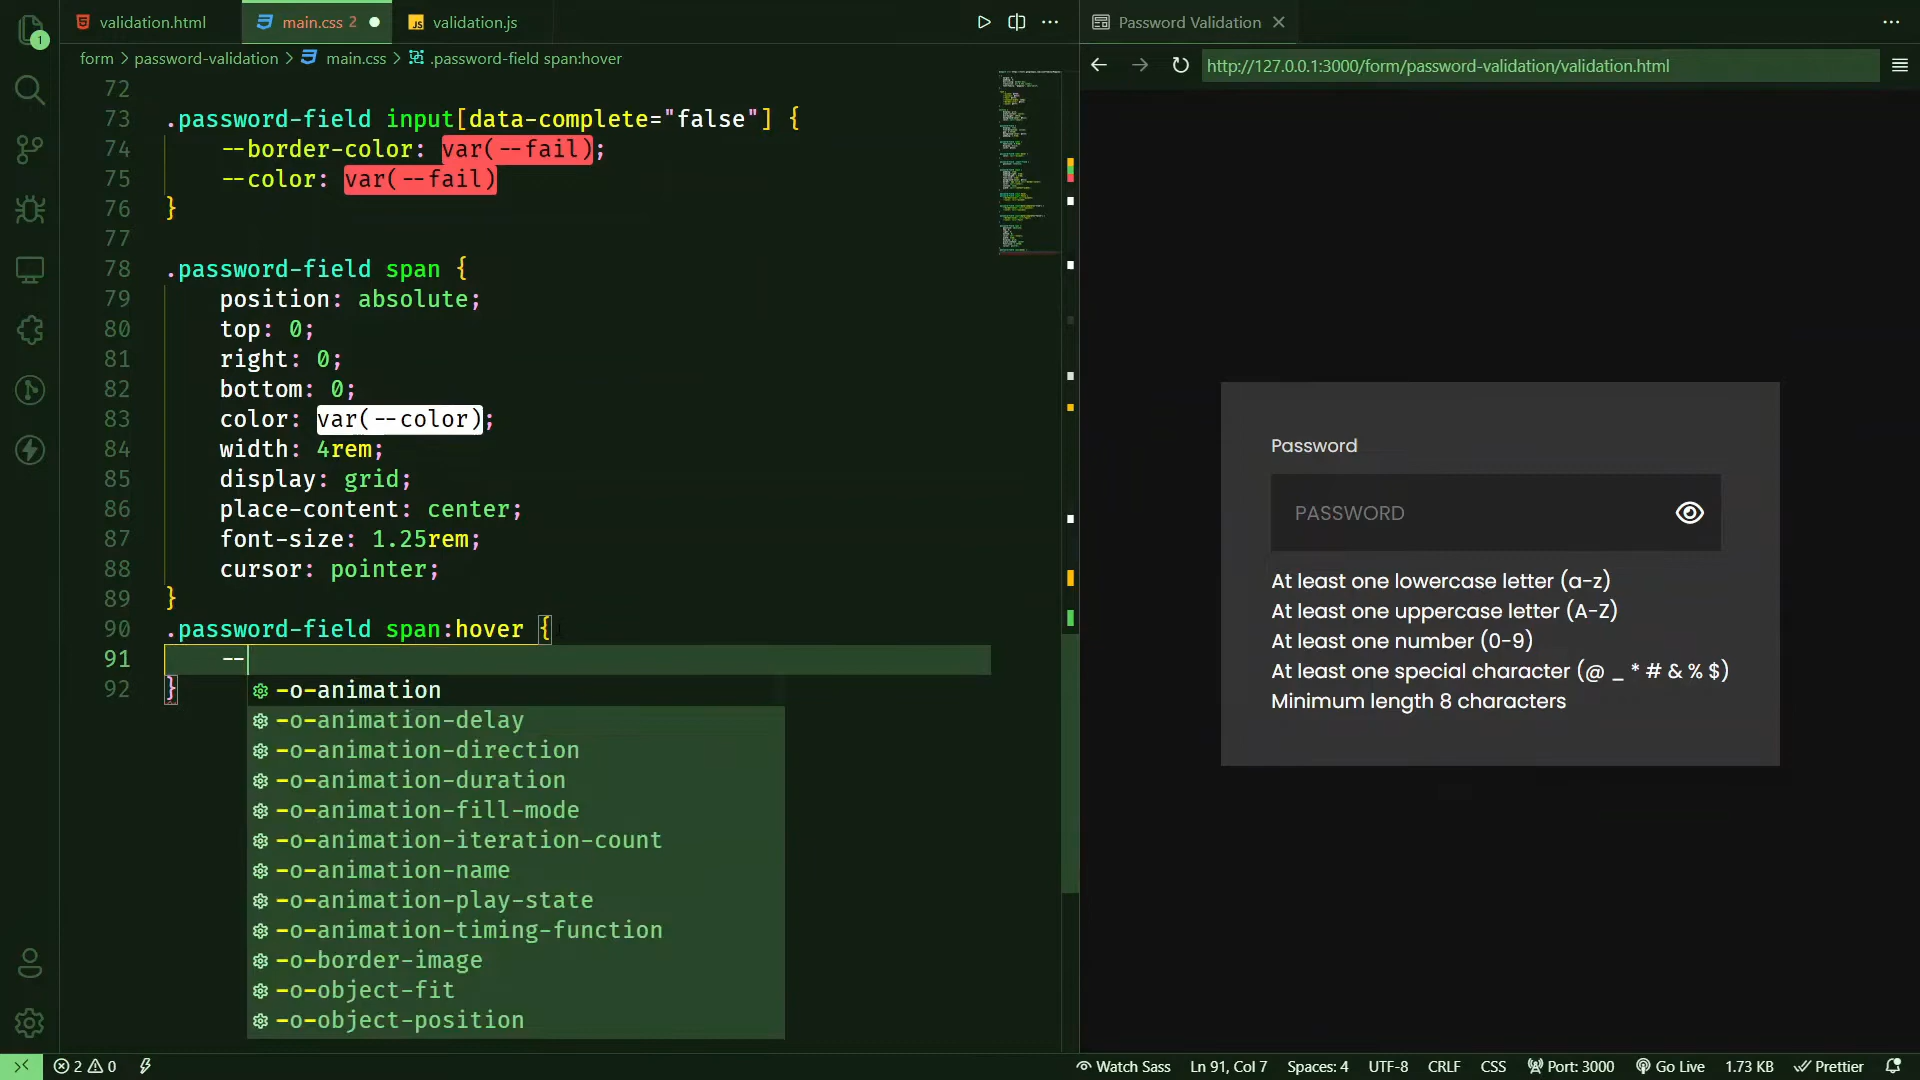 validation.html
main.css 2
validation.js
Password Validation
form > password-validation > main.css > .password-field span:hover
http://127.0.0.1:3000/form/password-validation/validation.html
1
72
73 .password-field input[data-complete="false"] {
74 --border-color: var(--fail);
75 --color: var(--fail)
76 }
77
78 .password-field span {
79 position: absolute;
80 top: 0;
81 right: 0;
82 bottom: 0;
83 color: var(--color);
84 width: 4rem;
85 display: grid;
86 place-content: center;
87 font-size: 1.25rem;
88 cursor: pointer;
89 }
90 .password-field span:hover {
91 --
92 }
-o-animation
-o-animation-delay
-o-animation-direction
-o-animation-duration
-o-animation-fill-mode
-o-animation-iteration-count
-o-animation-name
-o-animation-play-state
-o-animation-timing-function
-o-border-image
-o-object-fit
-o-object-position
Password
PASSWORD
At least one lowercase letter (a-z)
At least one uppercase letter (A-Z)
At least one number (0-9)
At least one special character (@ _ * # & % $)
Minimum length 8 characters
2 0 Watch Sass Ln 91, Col 7 Spaces: 4 UTF-8 CRLF CSS Port: 3000 Go Live 1.73 KB Prettier